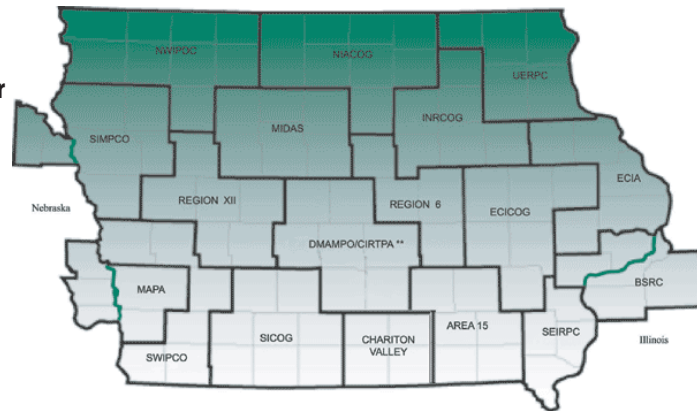 r
NWIPDC
NIACOG
UERPC
SIMPCO
MIDAS
INRCOG
ECIA
REGION XII
REGION 6
ECICOG
Nebraska
DMAMPO/CIRTPA **
MAPA
BSRC
SICOG
CHARITON
VALLEY
AREA 15
SEIRPC
Illinois
SWIPCO